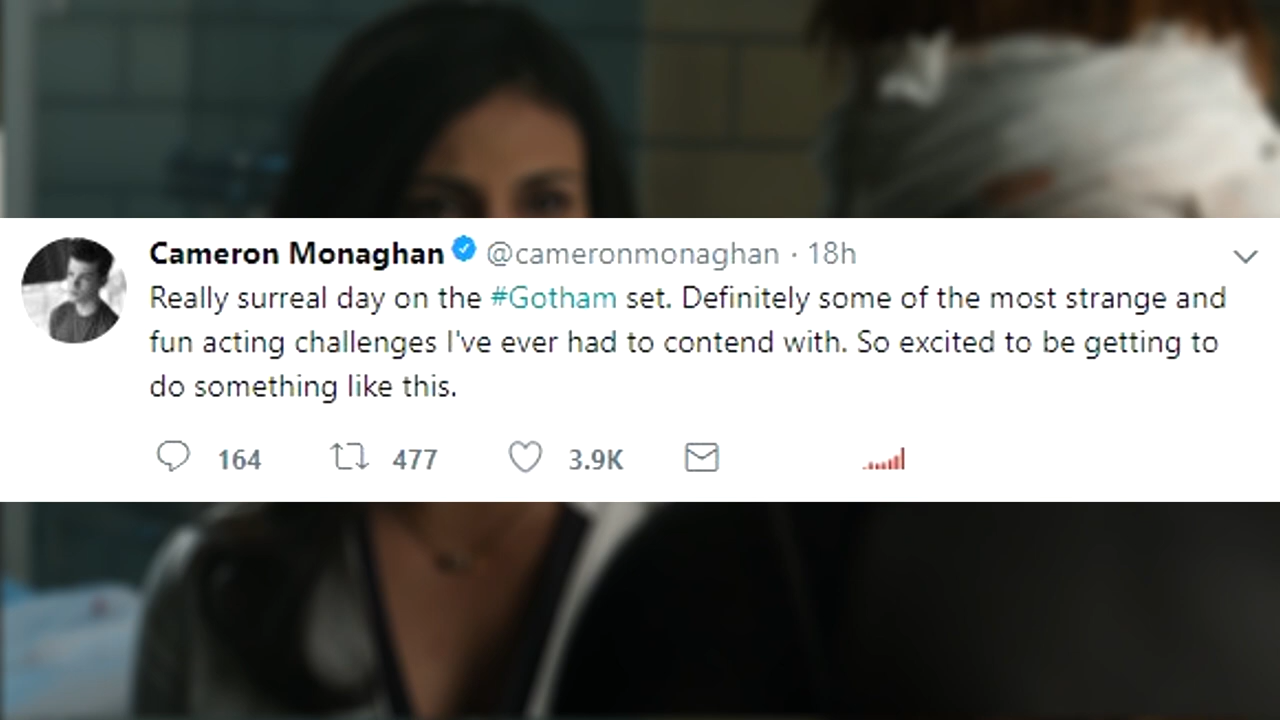 Cameron Monaghan @cameronmonaghan · 18h
Really surreal day on the #Gotham set. Definitely some of the most strange and
fun acting challenges I've ever had to contend with. So excited to be getting to
do something like this.
164 477 3.9K